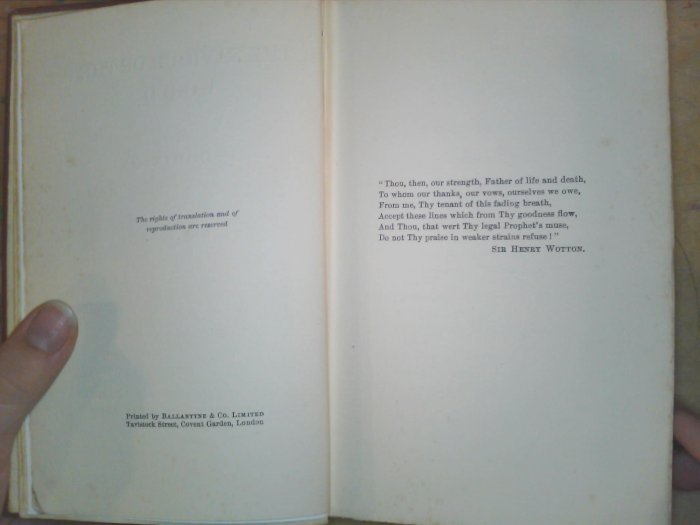 The rights of translation and of
reproduction are reserved
Printed by BALLANTYNE & CO. LIMITED
Tavistock Street, Covent Garden, London
"Thou, then, our strength, Father of life and death,
To whom our thanks, our vows, ourselves we owe,
From me, Thy tenant of this fading breath,
Accept these lines which from Thy goodness flow,
And Thou, that wert Thy legal Prophet's muse,
Do not Thy praise in weaker strains refuse!"
SIR HENRY WOTTON.